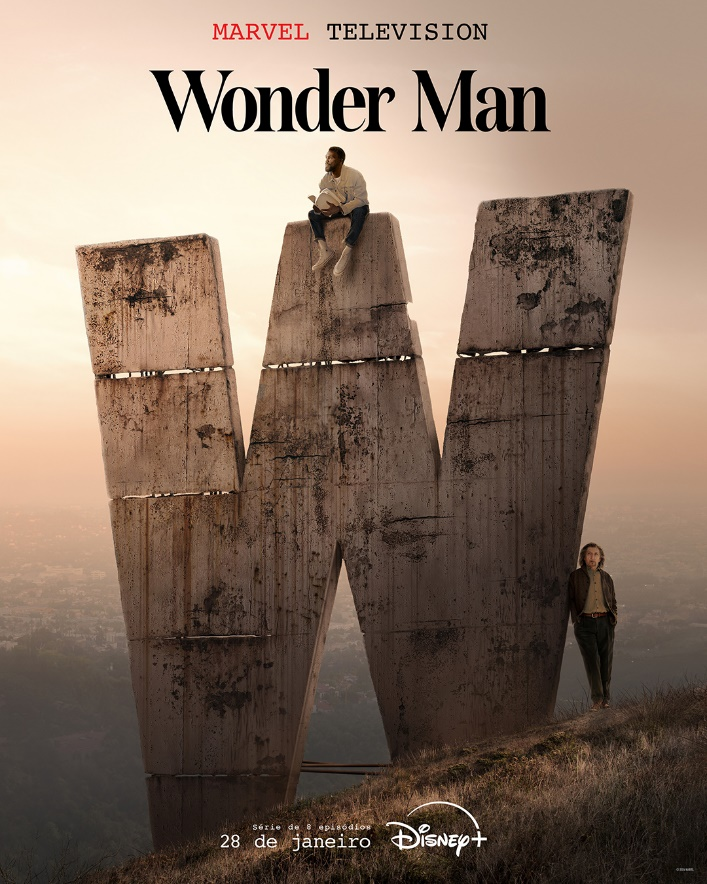 MARVEL TELEVISION
Wonder Man
Série de 8 episódios
28 de janeiro
Disney+